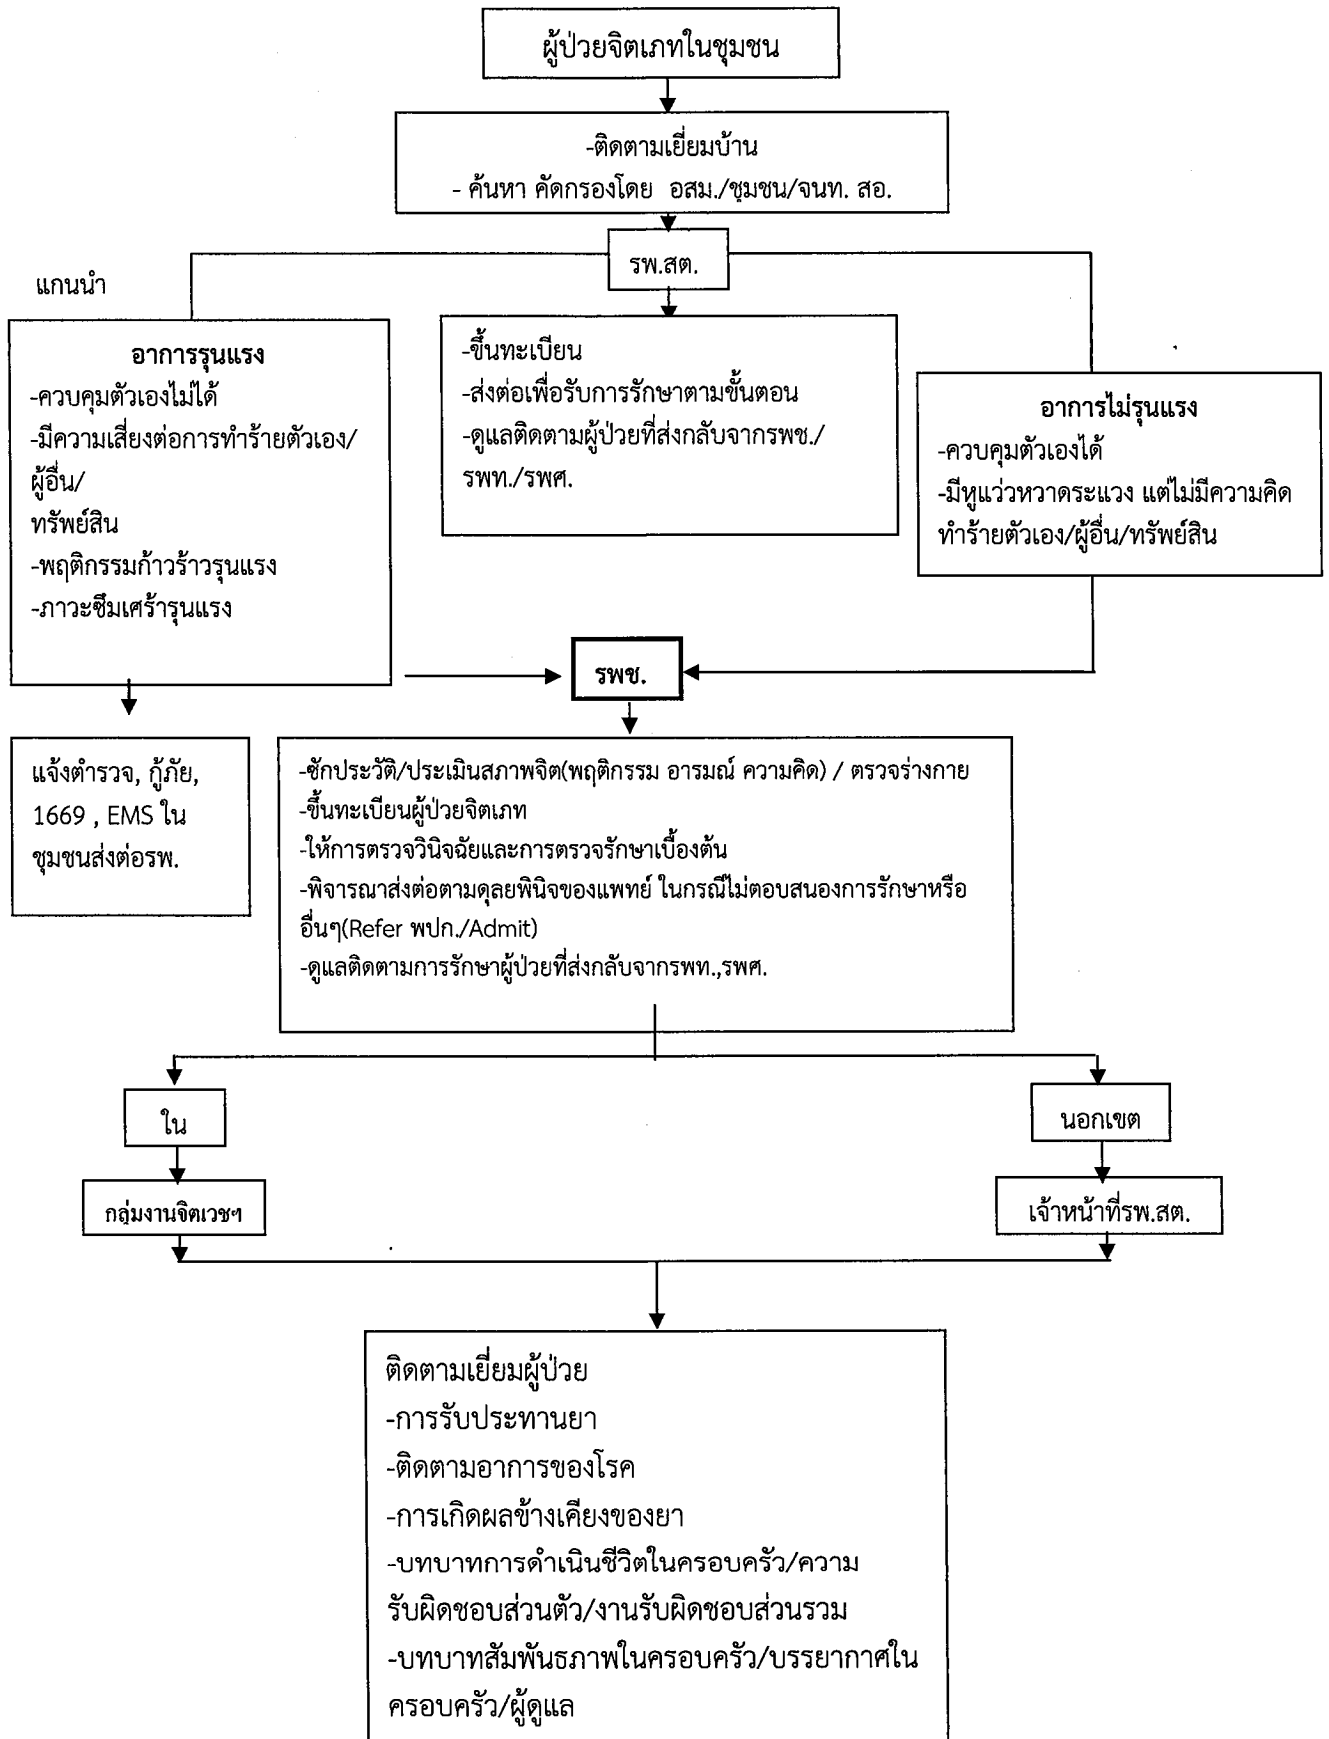 ผู้ป่วยจิตเภทในชุมชน
-ติดตามเยี่ยมบ้าน
- ค้นหา คัดกรองโดย อสม./ชุมชน/จนท. สอ.
รพ.สต.
แกนนำ
อาการรุนแรง
-ควบคุมตัวเองไม่ได้
-มีความเสี่ยงต่อการทำร้ายตัวเอง/
ผู้อื่น/
ทรัพย์สิน
-พฤติกรรมก้าวร้าวรุนแรง
-ภาวะซึมเศร้ารุนแรง
-ขึ้นทะเบียน
-ส่งต่อเพื่อรับการรักษาตามขั้นตอน
-ดูแลติดตามผู้ป่วยที่ส่งกลับจากรพช./
รพท./รพศ.
อาการไม่รุนแรง
-ควบคุมตัวเองได้
-มีหูแว่วหวาดระแวง แต่ไม่มีความคิด
ทำร้ายตัวเอง/ผู้อื่น/ทรัพย์สิน
รพช.
แจ้งตำรวจ, กู้ภัย,
1669 , EMS ใน
ชุมชนส่งต่อรพ.
-ซักประวัติ/ประเมินสภาพจิต(พฤติกรรม อารมณ์ ความคิด) / ตรวจร่างกาย
-ขึ้นทะเบียนผู้ป่วยจิตเภท
-ให้การตรวจวินิจฉัยและการตรวจรักษาเบื้องต้น
-พิจารณาส่งต่อตามดุลยพินิจของแพทย์ ในกรณีไม่ตอบสนองการรักษาหรือ
อื่นๆ(Refer พปก./Admit)
-ดูแลติดตามการรักษาผู้ป่วยที่ส่งกลับจากรพท.,รพศ.
ใน
นอกเขต
กลุ่มงานจิตเวชฯ
เจ้าหน้าที่รพ.สต.
ติดตามเยี่ยมผู้ป่วย
-การรับประทานยา
-ติดตามอาการของโรค
-การเกิดผลข้างเคียงของยา
-บทบาทการดำเนินชีวิตในครอบครัว/ความ
รับผิดชอบส่วนตัว/งานรับผิดชอบส่วนรวม
-บทบาทสัมพันธภาพในครอบครัว/บรรยากาศใน
ครอบครัว/ผู้ดูแล